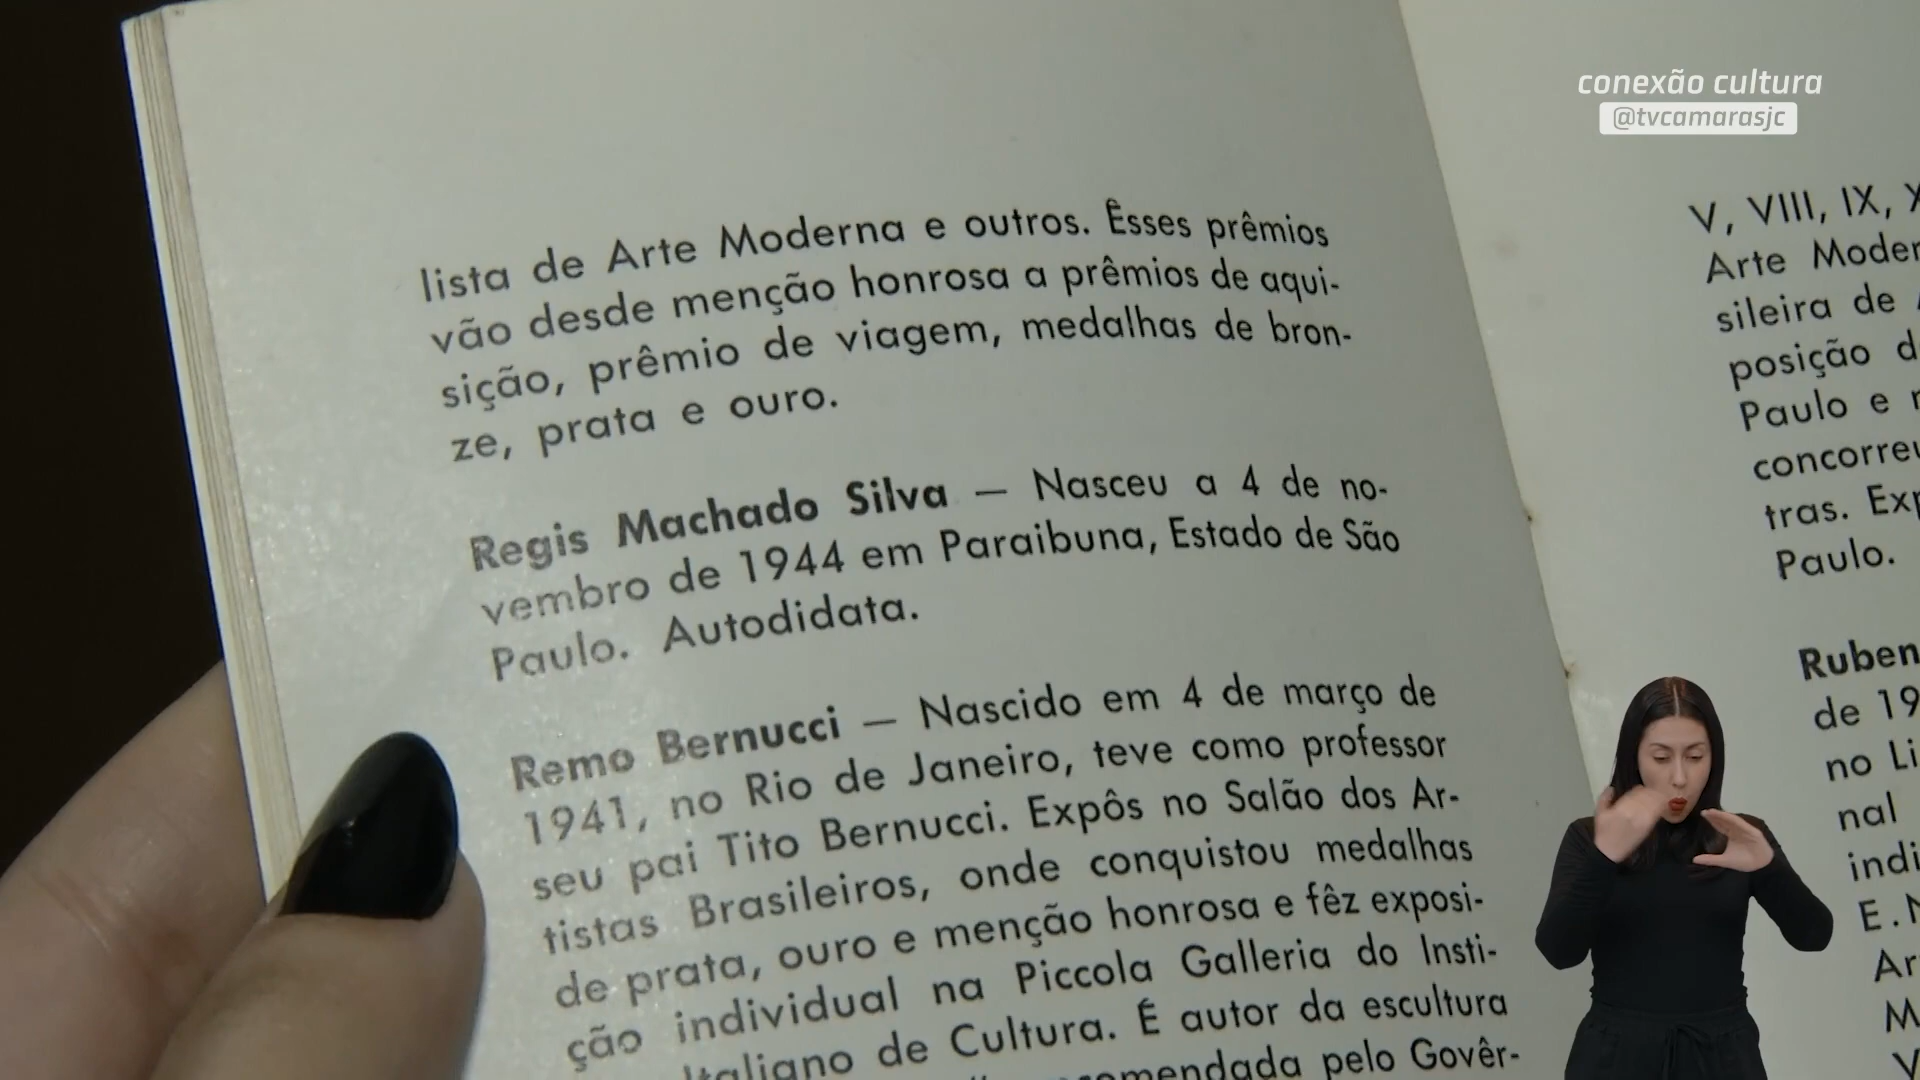 conexão cultura
@tvcamarasjc
lista de Arte Moderna e outros. Êsses prêmios
vão desde menção honrosa a prêmios de aqui-
sição, prêmio de viagem, medalhas de bron-
ze, prata e ouro.
Regis Machado Silva — Nasceu a 4 de no-
vembro de 1944 em Paraibuna, Estado de São
Paulo. Autodidata.
Remo Bernucci — Nascido em 4 de março de
1941, no Rio de Janeiro, teve como professor
seu pai Tito Bernucci. Expôs no Salão dos Ar-
tistas Brasileiros, onde conquistou medalhas
de prata, ouro e menção honrosa e fêz exposi-
ção individual na Piccola Galleria do Insti-
Italiano de Cultura. É autor da escultura
pelo Govêr-
V, VIII, IX,
Arte
sileira de
posição
Paulo e
tras.
Paulo.
de
no
nal